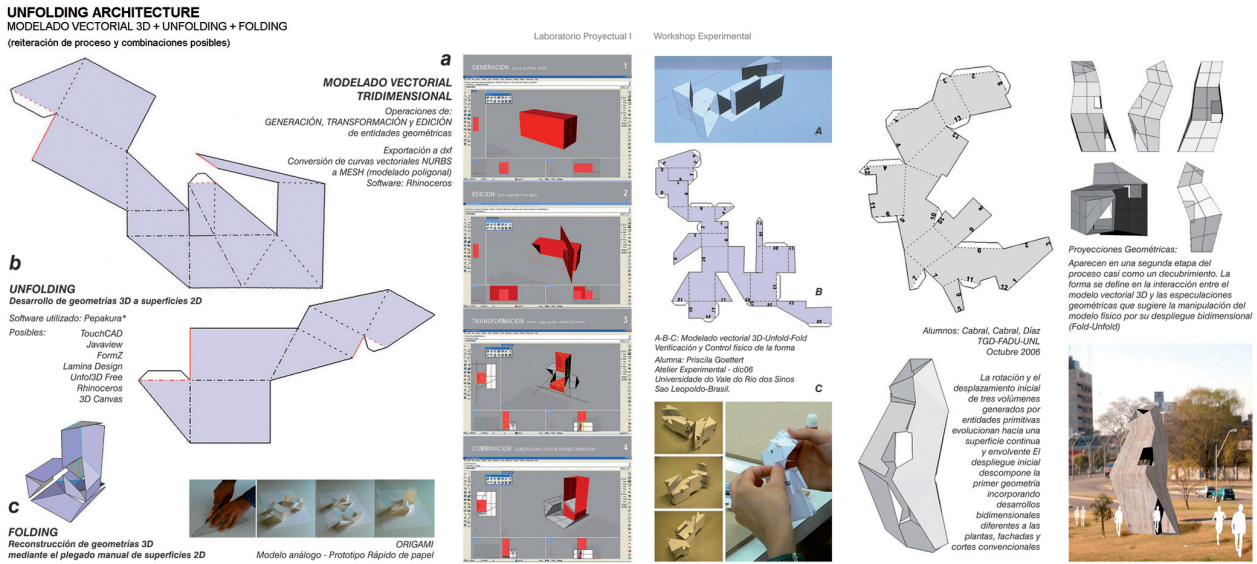 UNFOLDING ARCHITECTURE
MODELADO VECTORIAL 3D + UNFOLDING + FOLDING
(reiteración de proceso y combinaciones posibles)
a
MODELADO VECTORIAL
TRIDIMENSIONAL
Operaciones de:
GENERACIÓN, TRANSFORMACIÓN y EDICIÓN
de entidades geométricas
Exportación a dxf
Conversión de curvas vectoriales NURBS
a MESH (modelado poligonal)
Software: Rhinoceros
b
UNFOLDING
Desarrollo de geometrías 3D a superficies 2D
Software utilizado: Pepakura*
Posibles:
TouchCAD
Javaview
FormZ
Lamina Design
Unfol3D Free
Rhinoceros
3D Canvas
c
FOLDING
Reconstrucción de geometrías 3D
mediante el plegado manual de superficies 2D
ORIGAMI
Modelo análogo - Prototipo Rápido de papel
Laboratorio Proyectual I
GENERACION
1
EDICION
2
TRANSFORMACION
3
COMBINACION
4
Workshop Experimental
A
B
A-B-C: Modelado vectorial 3D-Unfold-Fold
Verificación y Control físico de la forma
Alumna: Priscila Goettert
Atelier Experimental - dic06
Universidade do Vale do Rio dos Sinos
Sao Leopoldo-Brasil.
C
Alumnos: Cabral, Cabral, Díaz
TGD-FADU-UNL
Octubre 2006
La rotación y el
desplazamiento inicial
de tres volúmenes
generados por
entidades primitivas
evolucionan hacia una
superficie continua
y envolvente El
despliegue inicial
descompone la
primer geometría
incorporando
desarrollos
bidimensionales
diferentes a las
plantas, fachadas y
cortes convencionales
Proyecciones Geométricas:
Aparecen en una segunda etapa del
proceso casi como un decubrimiento. La
forma se define en la interacción entre el
modelo vectorial 3D y las especulaciones
geométricas que sugiere la manipulación del
modelo físico por su despliegue bidimensional
(Fold-Unfold)